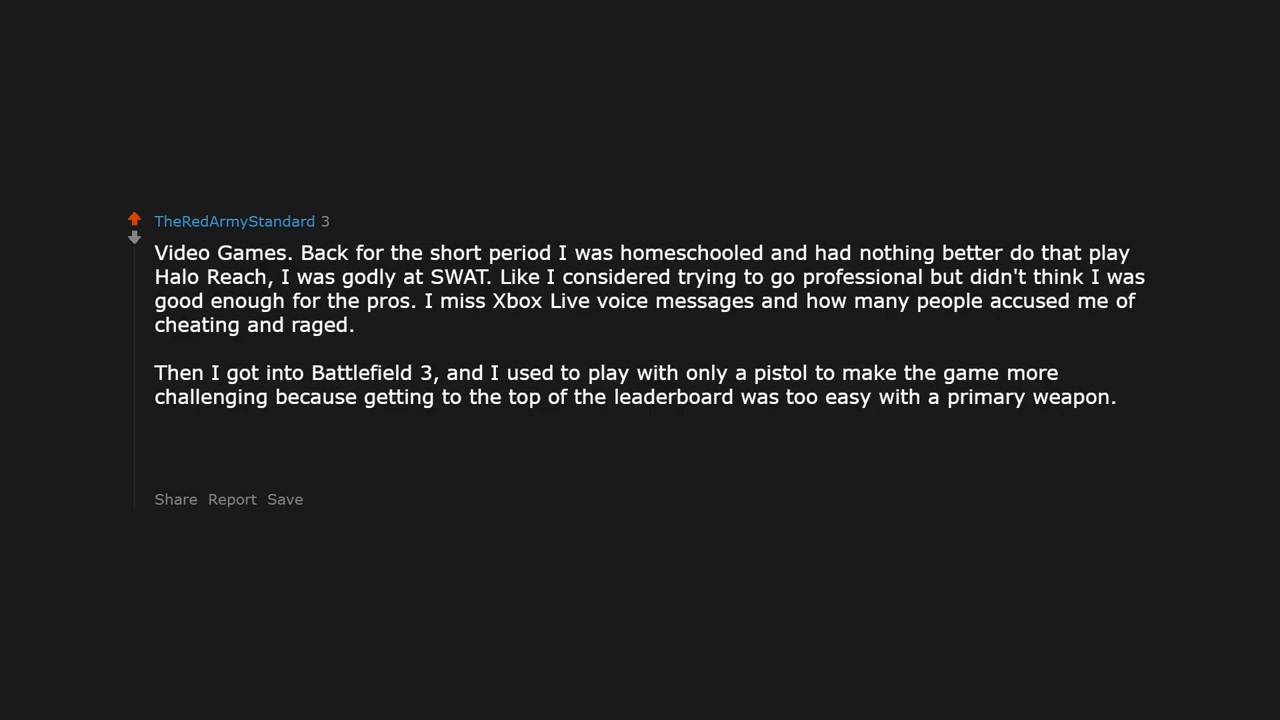 TheRedArmyStandard 3
Video Games. Back for the short period I was homeschooled and had nothing better do that play
Halo Reach, I was godly at SWAT. Like I considered trying to go professional but didn't think I was
good enough for the pros. I miss Xbox Live voice messages and how many people accused me of
cheating and raged.
Then I got into Battlefield 3, and I used to play with only a pistol to make the game more
challenging because getting to the top of the leaderboard was too easy with a primary weapon.
Share Report Save